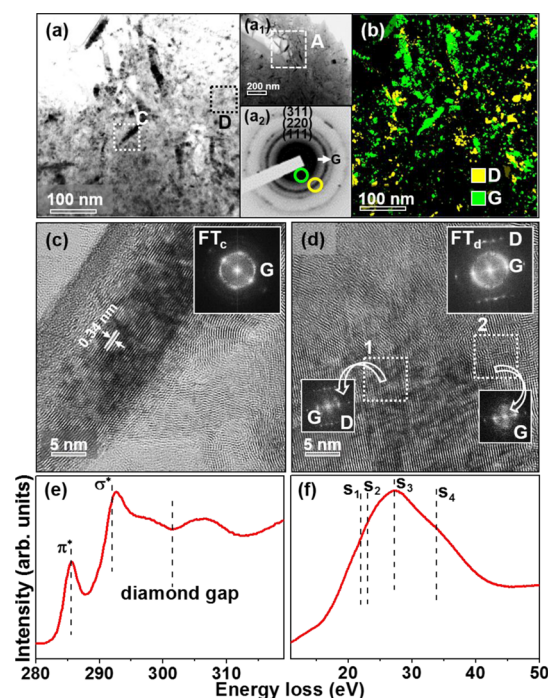 (a)
C
D
100 nm
(a₁)
A
200 nm
(a₂)
{311}
{220}
{111}
G
(b)
D
G
100 nm
(c)
FTc
G
0.34 nm
5 nm
(d)
FTd
D
G
1
2
G
D
G
5 nm
(e)
π*
σ*
diamond gap
Intensity (arb. units)
280 290 300 310
(f)
s₁
s₂
s₃
s₄
20 30 40 50
Energy loss (eV)